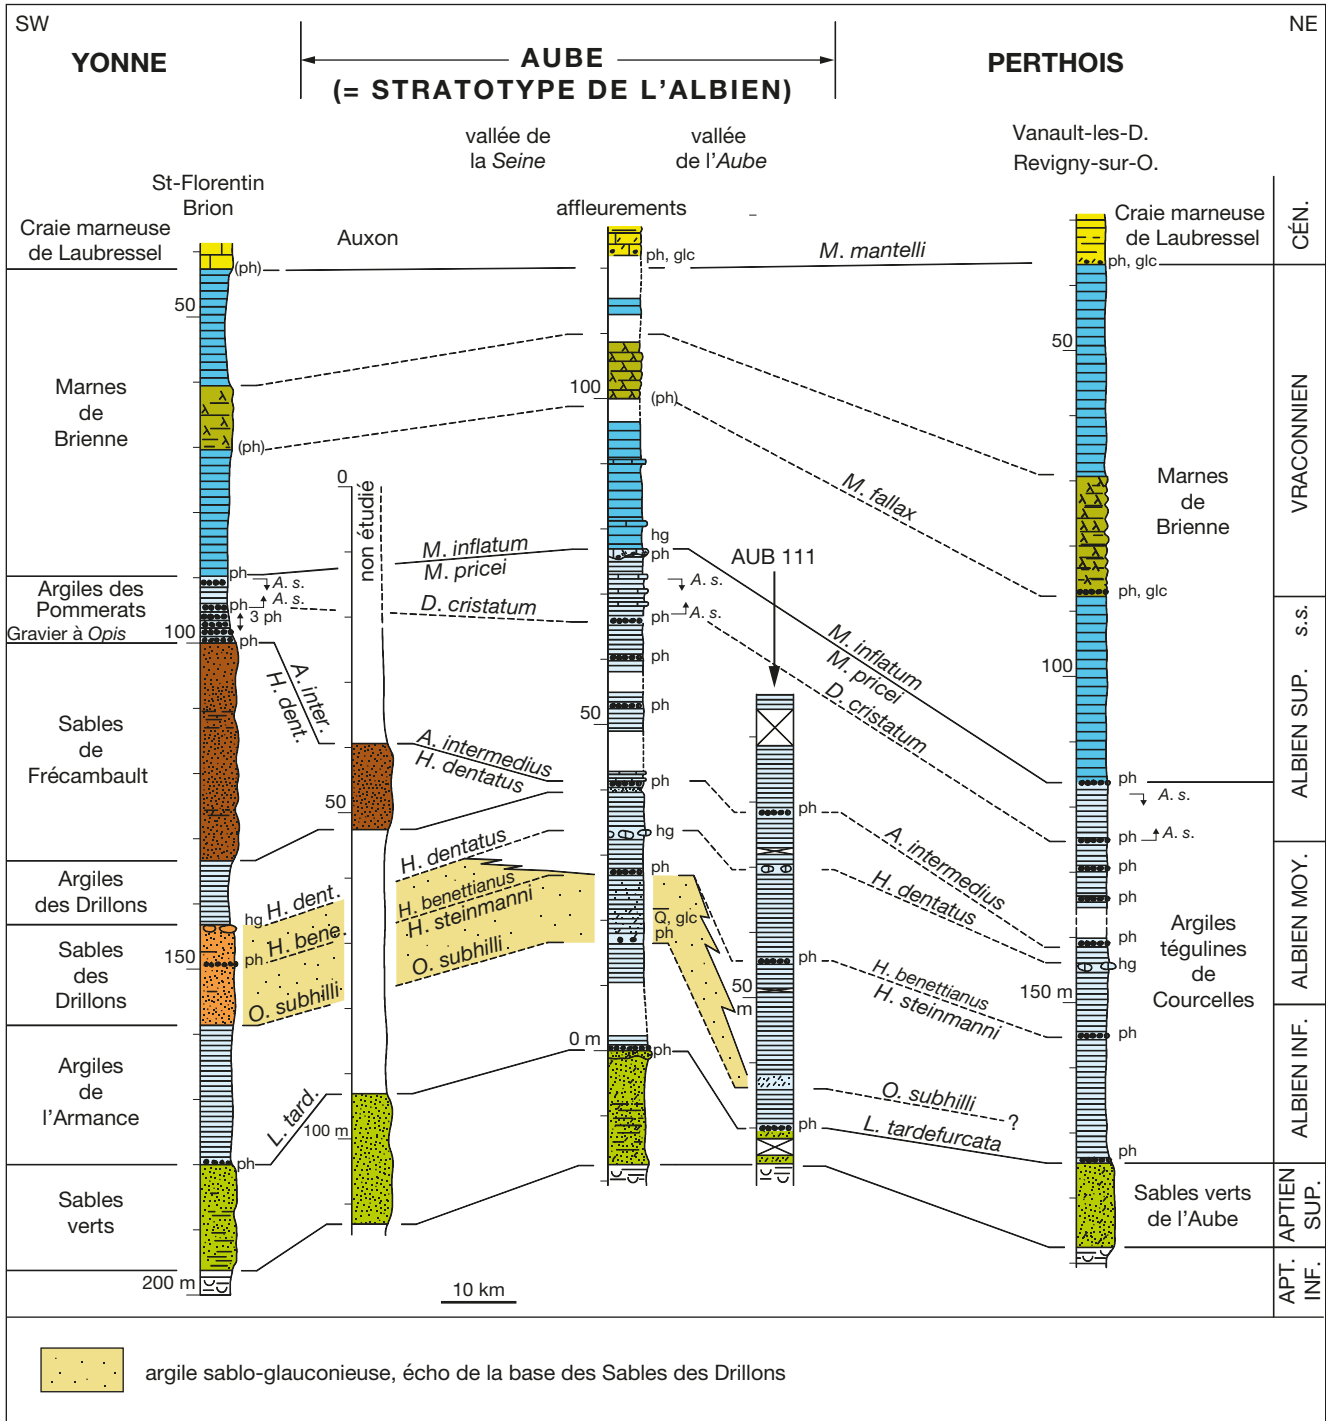 SW
NE
YONNE
AUBE
(= STRATOTYPE DE L'ALBIEN)
PERTHOIS
vallée de
la Seine
vallée
de l'Aube
Vanault-les-D.
Revigny-sur-O.
St-Florentin
Brion
Auxon
affleurements
Craie marneuse
de Laubressel
(ph)
50
Marnes
de
Brienne
(ph)
ph
A. s.
Argiles des
Pommerats
ph
A. s.
3 ph
Gravier à Opis
100
ph
Sables
de
Frécambault
Argiles
des Drillons
hg
Sables
des
Drillons
150
ph
Argiles
de
l'Armance
ph
Sables
verts
200 m
A. inter.
H. dent.
H. dent.
H. bene.
O. subhilli
L. tard.
0
non étudié
50
100 m
M. inflatum
M. pricei
D. cristatum
A. intermedius
H. dentatus
H. dentatus
H. benettianus
H. steinmanni
O. subhilli
ph, glc
100
(ph)
hg
ph
A. s.
A. s.
ph
ph
50
ph
ph
hg
ph
Q, glc
ph
0 m
ph
AUB 111
ph
ph
50
m
ph
M. mantelli
M. fallax
M. inflatum
M. pricei
D. cristatum
A. intermedius
H. dentatus
H. benettianus
H. steinmanni
O. subhilli
?
L. tardefurcata
Craie marneuse
de Laubressel
ph, glc
50
Marnes
de
Brienne
ph, glc
100
ph
A. s.
ph
A. s.
ph
ph
Argiles
tégulines
de
Courcelles
ph
hg
150 m
ph
ph
Sables verts
de l'Aube
CÉN.
VRACONNIEN
ALBIEN SUP. s.s
ALBIEN MOY.
ALBIEN INF.
APTIEN
SUP.
APT.
INF.
10 km
argile sablo-glauconieuse, écho de la base des Sables des Drillons